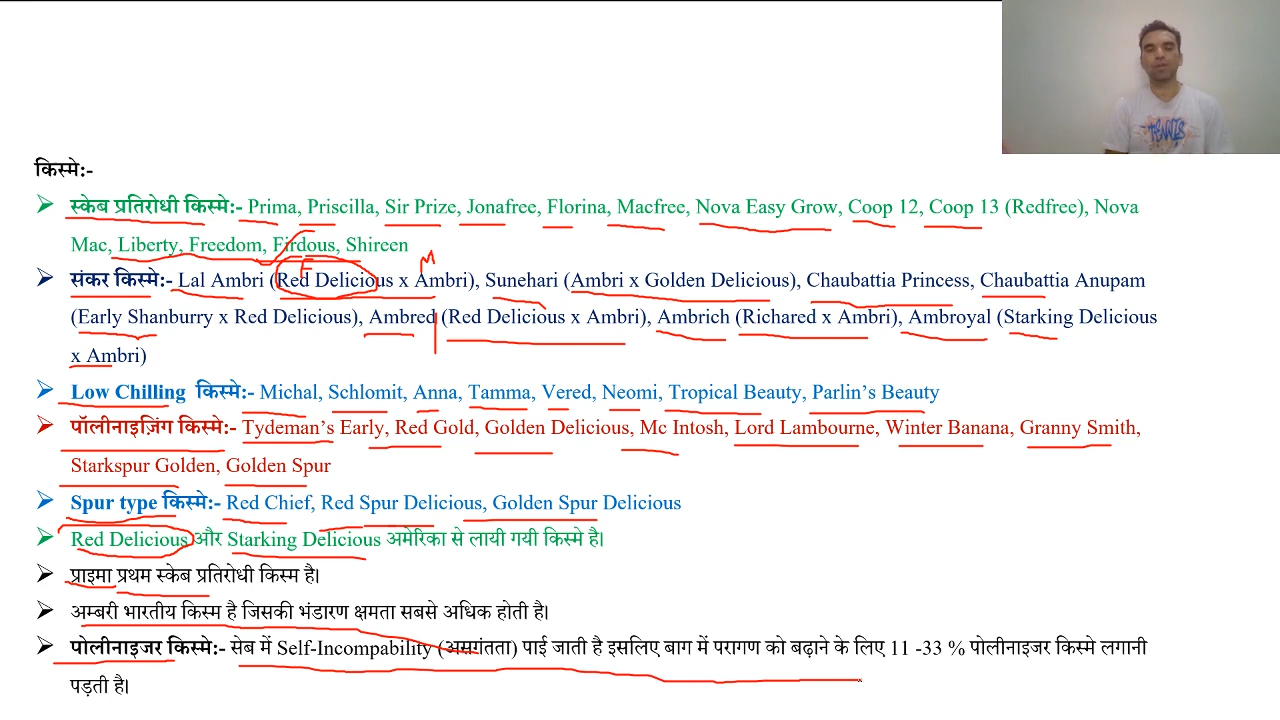 किस्मे:-
स्केब प्रतिरोधी किस्मे:- Prima, Priscilla, Sir Prize, Jonafree, Florina, Macfree, Nova Easy Grow, Coop 12, Coop 13 (Redfree), Nova
Mac, Liberty, Freedom, Firdous, Shireen
संकर किस्मे:- Lal Ambri (Red Delicious x Ambri), Sunehari (Ambri x Golden Delicious), Chaubattia Princess, Chaubattia Anupam
(Early Shanburry x Red Delicious), Ambred (Red Delicious x Ambri), Ambrich (Richared x Ambri), Ambroyal (Starking Delicious
x Ambri)
Low Chilling किस्मे:- Michal, Schlomit, Anna, Tamma, Vered, Neomi, Tropical Beauty, Parlin’s Beauty
पॉलीनाइज़िंग किस्मे:- Tydeman’s Early, Red Gold, Golden Delicious, Mc Intosh, Lord Lambourne, Winter Banana, Granny Smith,
Starkspur Golden, Golden Spur
Spur type किस्मे:- Red Chief, Red Spur Delicious, Golden Spur Delicious
Red Delicious और Starking Delicious अमेरिका से लायी गयी किस्मे है।
प्राइमा प्रथम स्केब प्रतिरोधी किस्म है।
अम्बरी भारतीय किस्म है जिसकी भंडारण क्षमता सबसे अधिक होती है।
पोलीनाइजर किस्मे:- सेब में Self-Incompability (असगंतता) पाई जाती है इसलिए बाग में परागण को बढ़ाने के लिए 11 -33 % पोलीनाइजर किस्मे लगानी
पड़ती है।
F
M